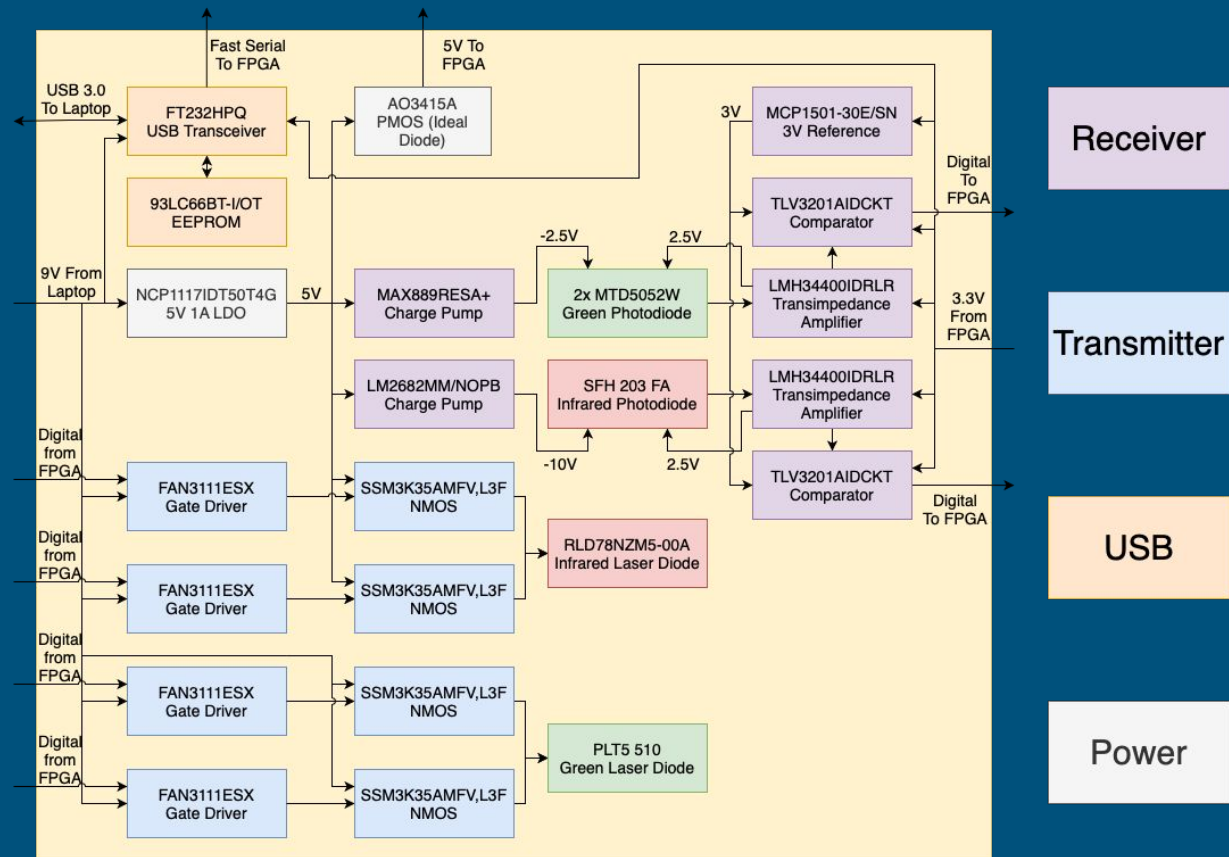 Fast Serial
To FPGA
5V To
FPGA
USB 3.0
To Laptop
FT232HPQ
USB Transceiver
AO3415A
PMOS (Ideal
Diode)
3V
MCP1501-30E/SN
3V Reference
Receiver
Digital
To
FPGA
93LC66BT-I/OT
EEPROM
TLV3201AIDCKT
Comparator
9V From
Laptop
NCP1117IDT50T4G
5V 1A LDO
5V
MAX889RESA+
Charge Pump
-2.5V
2.5V
2x MTD5052W
Green Photodiode
LMH34400IDRLR
Transimpedance
Amplifier
3.3V
From
FPGA
Transmitter
LM2682MM/NOPB
Charge Pump
SFH 203 FA
Infrared Photodiode
LMH34400IDRLR
Transimpedance
Amplifier
-10V
2.5V
Digital
from
FPGA
FAN3111ESX
Gate Driver
SSM3K35AMFV,L3F
NMOS
TLV3201AIDCKT
Comparator
Digital
To FPGA
RLD78NZM5-00A
Infrared Laser Diode
USB
Digital
from
FPGA
FAN3111ESX
Gate Driver
SSM3K35AMFV,L3F
NMOS
Digital
from
FPGA
FAN3111ESX
Gate Driver
SSM3K35AMFV,L3F
NMOS
PLT5 510
Green Laser Diode
Power
Digital
from
FPGA
FAN3111ESX
Gate Driver
SSM3K35AMFV,L3F
NMOS